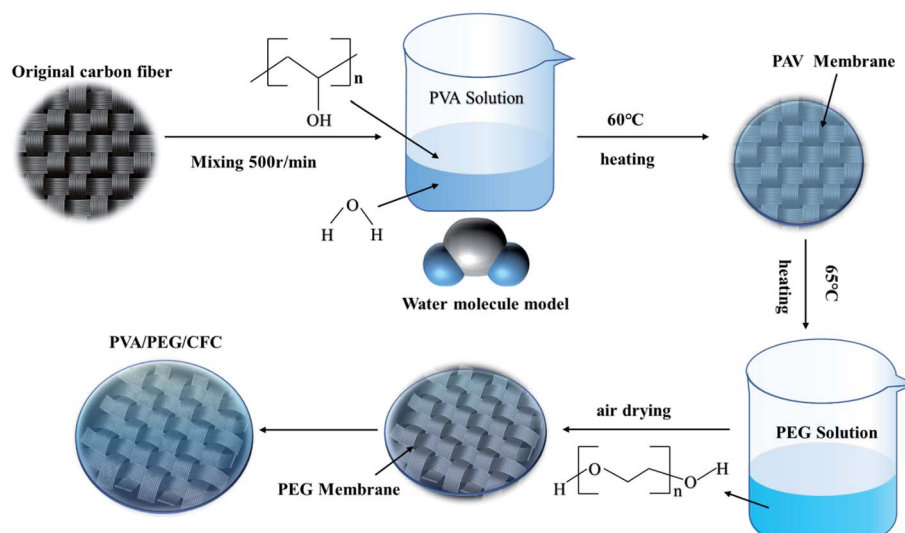 Original carbon fiber
n
OH
Mixing 500r/min
O
H H
PVA Solution
Water molecule model
60℃
heating
PAV Membrane
65℃
heating
PEG Solution
air drying
H
O
n
O
H
PEG Membrane
PVA/PEG/CFC